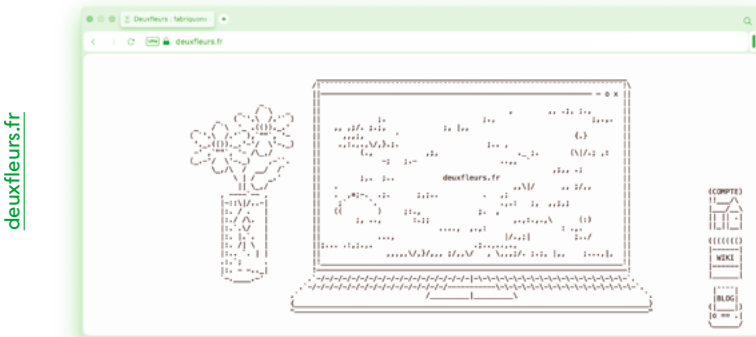 deuxfleurs.fr
Deuxfleurs : fabriquons
deuxfleurs.fr
deuxfleurs.fr
(COMPTE)
WIKI
BLOG